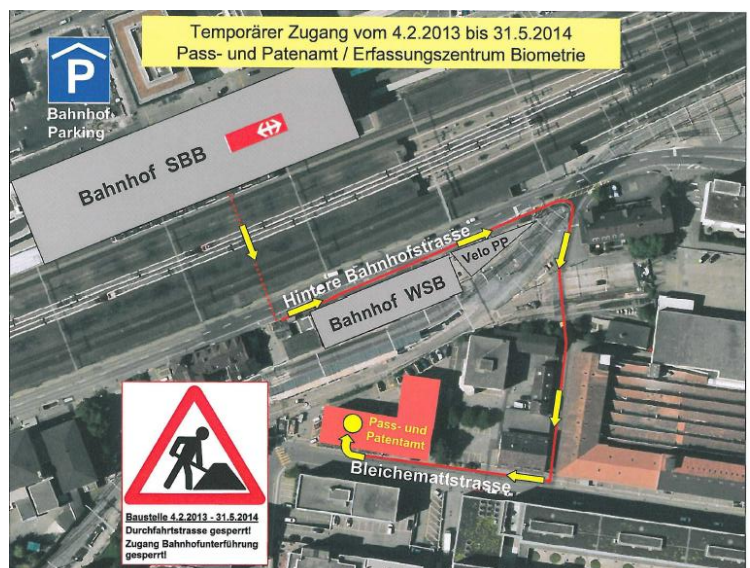 Temporärer Zugang vom 4.2.2013 bis 31.5.2014
Pass- und Patenamt / Erfassungszentrum Biometrie
P
Bahnhof
Parking
Bahnhof SBB
Hintere Bahnhofstrasse
Velo PP
Bahnhof WSB
Pass- und
Patentamt
Bleichemattstrasse
Baustelle 4.2.2013 - 31.5.2014
Durchfahrtstrasse gesperrt!
Zugang Bahnhofunterführung
gesperrt!